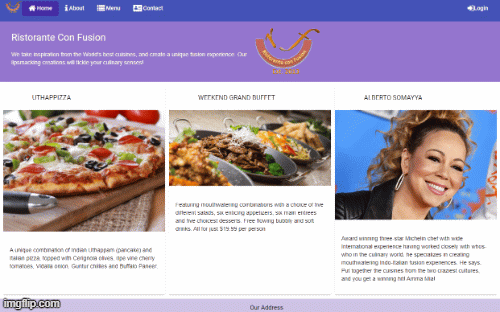 Home About Menu Contact Login
Ristorante Con Fusion
We take inspiration from the World's best cuisines, and create a unique fusion experience. Our
lipsmacking creations will tickle your culinary senses!
Ristorante con Fusion
UTHAPPIZZA
WEEKEND GRAND BUFFET
ALBERTO SOMAYYA
A unique combination of Indian Uthappam (pancake) and
Italian pizza, topped with Cerignola olives, ripe vine cherry
tomatoes, Vidalia onion, Guntur chillies and Buffalo Paneer.
Featuring mouthwatering combinations with a choice of five
different salads, six enticing appetizers, six main entrees
and five choicest desserts. Free flowing bubbly and soft
drinks. All for just $19.99 per person
Award winning three-star Michelin chef with wide
International experience having worked closely with whos-
who in the culinary world, he specializes in creating
mouthwatering Indo-Italian fusion experiences. He says,
Put together the cuisines from the two craziest cultures,
and you get a winning hit! Amma Mia!
Our Address
imgflip.com